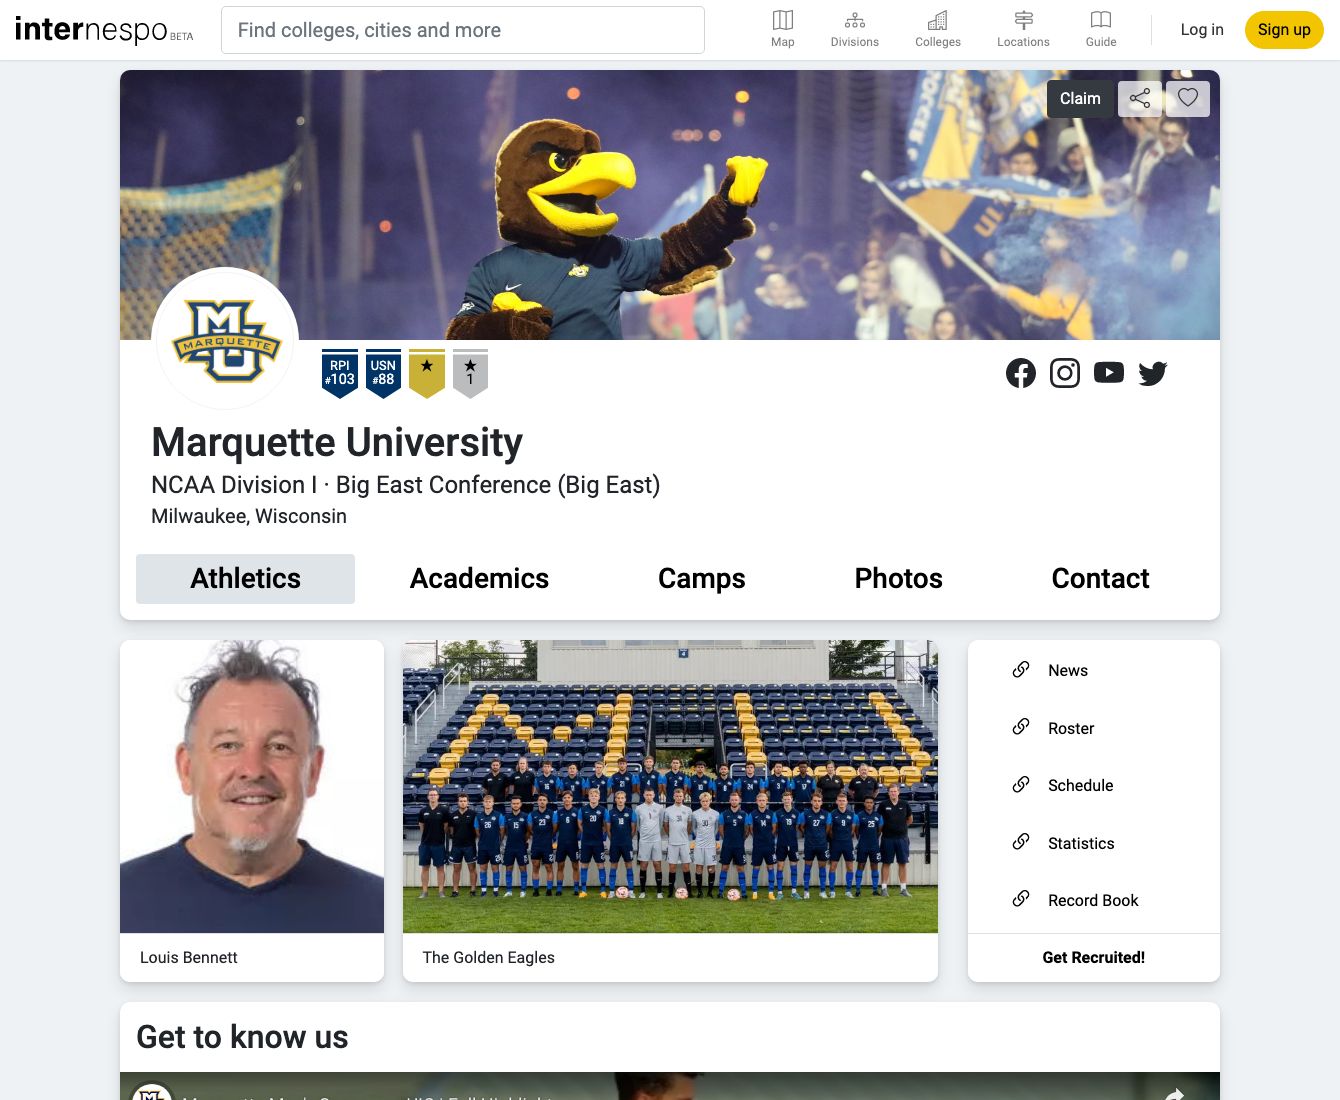 internespo BETA
Find colleges, cities and more
Map
Divisions
Colleges
Locations
Guide
Log in
Sign up
Claim
SOCCER
MU
MARQUETTE
RPI
#103
USN
#88
1
Marquette University
NCAA Division I · Big East Conference (Big East)
Milwaukee, Wisconsin
Athletics
Academics
Camps
Photos
Contact
News
Roster
Schedule
Statistics
Record Book
Louis Bennett
The Golden Eagles
Get Recruited!
Get to know us